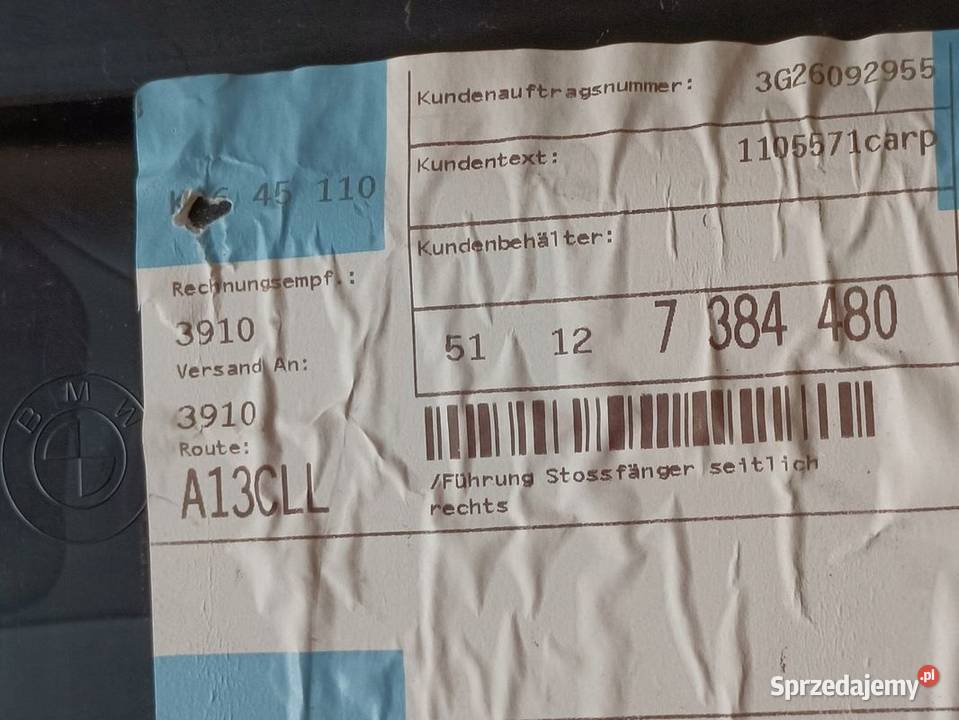 Kundenauftragsnummer: 3G26092955
Kundentext: 1105571carp
45 110
Kundenbehälter:
Rechnungsempf.:
3910
Versand An:
3910
Route:
A13CLL
51 12 7 384 480
/Führung Stossfänger seitlich
rechts
BMW
Sprzedajemy.pl